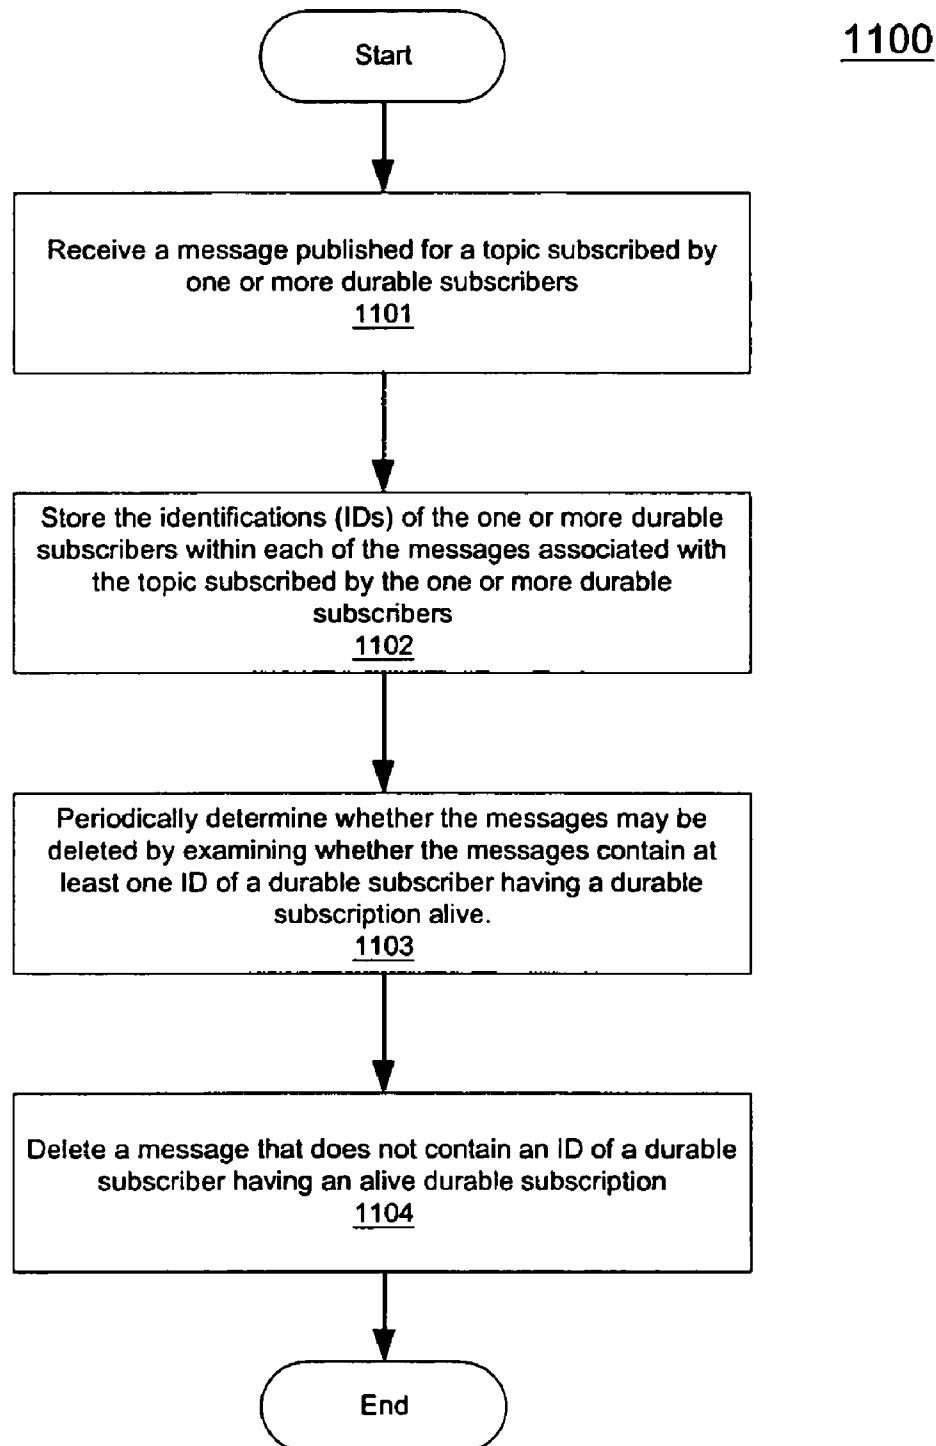 1100
Start
Receive a message published for a topic subscribed by
one or more durable subscribers
1101
Store the identifications (IDs) of the one or more durable
subscribers within each of the messages associated with
the topic subscribed by the one or more durable
subscribers
1102
Periodically determine whether the messages may be
deleted by examining whether the messages contain at
least one ID of a durable subscriber having a durable
subscription alive.
1103
Delete a message that does not contain an ID of a durable
subscriber having an alive durable subscription
1104
End